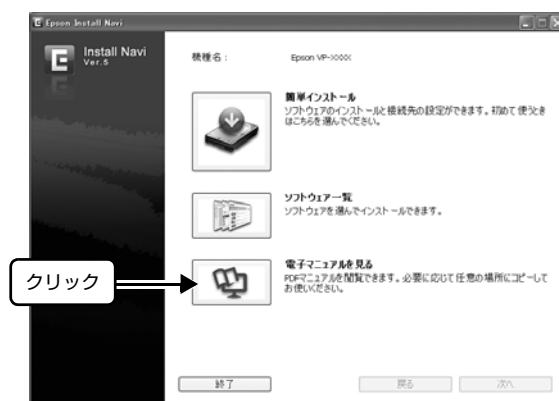 Epson Install Navi
Install Navi
Ver.5
機種名：
Epson VP-XXXX
簡単インストール
ソフトウェアのインストールと接続先の設定ができます。初めて使うとき
はこちらを選んでください。
ソフトウェア一覧
ソフトウェアを選んでインストールできます。
クリック
電子マニュアルを見る
PDFマニュアルを閲覧できます。必要に応じて任意の場所にコピーして
お使いください。
終了
戻る
次へ